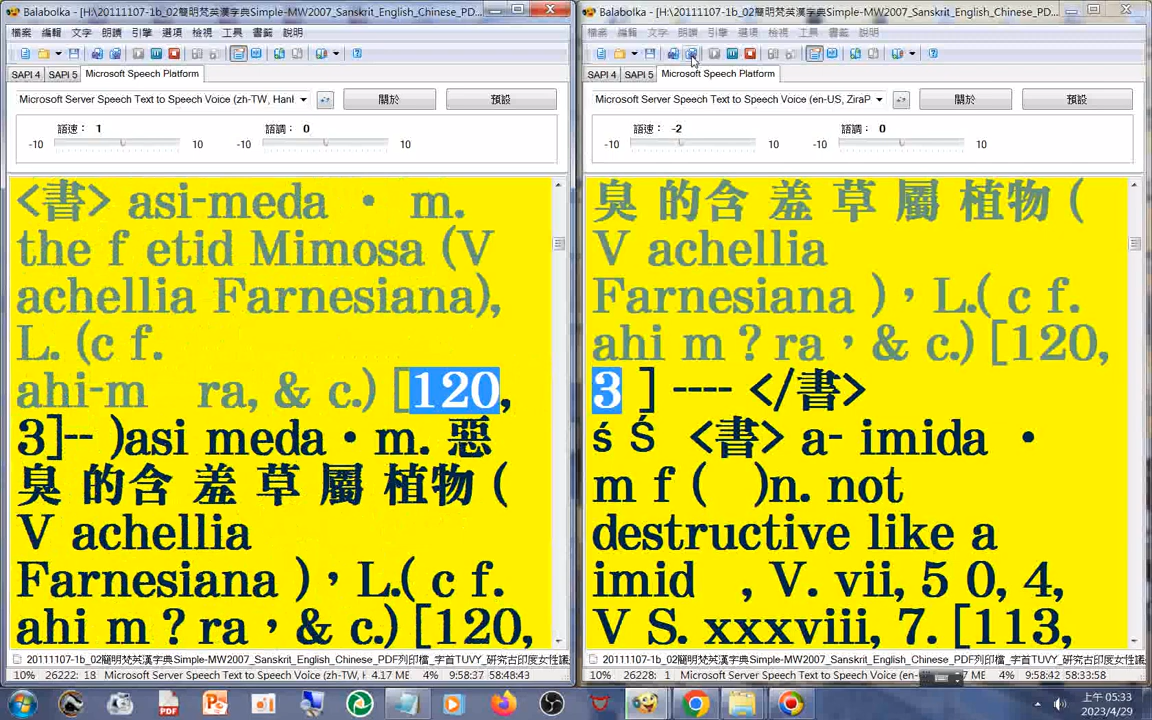 Balabolka - [H:\20111107-1b_02簡明梵英漢字典Simple-MW2007_Sanskrit_English_Chinese_PD...
檔案 編輯 文字 朗讀 引擎 選項 檢視 工具 書籤 說明
SAPI 4 SAPI 5 Microsoft Speech Platform
Microsoft Server Speech Text to Speech Voice (zh-TW, Hanl
關於
預設
語速： 1
語調： 0
-10 10 -10 10
<書> asi-meda ・ m.
the f etid Mimosa (V
achellia Farnesiana),
L. (c f.
ahi-m ra, & c.) [120,
3]-- )asi meda・m. 惡
臭 的含 羞 草 屬 植物 (
V achellia
Farnesiana )，L.( c f.
ahi m？ra，& c.) [120,
20111107-1b_02簡明梵英漢字典Simple-MW2007_Sanskrit_English_Chinese_PDF列印檔_字首TUVY_研究古印度女性議
10% 26222: 18 Microsoft Server Speech Text to Speech Voice (zh-TW, H 4.17 ME 4% 9:58:37 58:48:43
Balabolka - [H:\20111107-1b_02簡明梵英漢字典Simple-MW2007_Sanskrit_English_Chinese_PD...
檔案 編輯 文字 朗讀 引擎 選項 檢視 工具 書籤 說明
SAPI 4 SAPI 5 Microsoft Speech Platform
Microsoft Server Speech Text to Speech Voice (en-US, ZiraP
關於
預設
語速： -2
語調： 0
-10 10 -10 10
臭 的含 羞 草 屬 植物 (
V achellia
Farnesiana )，L.( c f.
ahi m？ra，& c.) [120,
3 ] ---- </書>
ś Ś <書> a- imida ・
m f ( )n. not
destructive like a
imid , V. vii, 5 0, 4,
V S. xxxviii, 7. [113,
20111107-1b_02簡明梵英漢字典Simple-MW2007_Sanskrit_English_Chinese_PDF列印檔_字首TUVY_研究古印度女性議
10% 26228: 1 Microsoft Server Speech Text to Speech Voice (en- 4.17 ME 4% 9:58:42 58:33:58
上午 05:33
2023/4/29